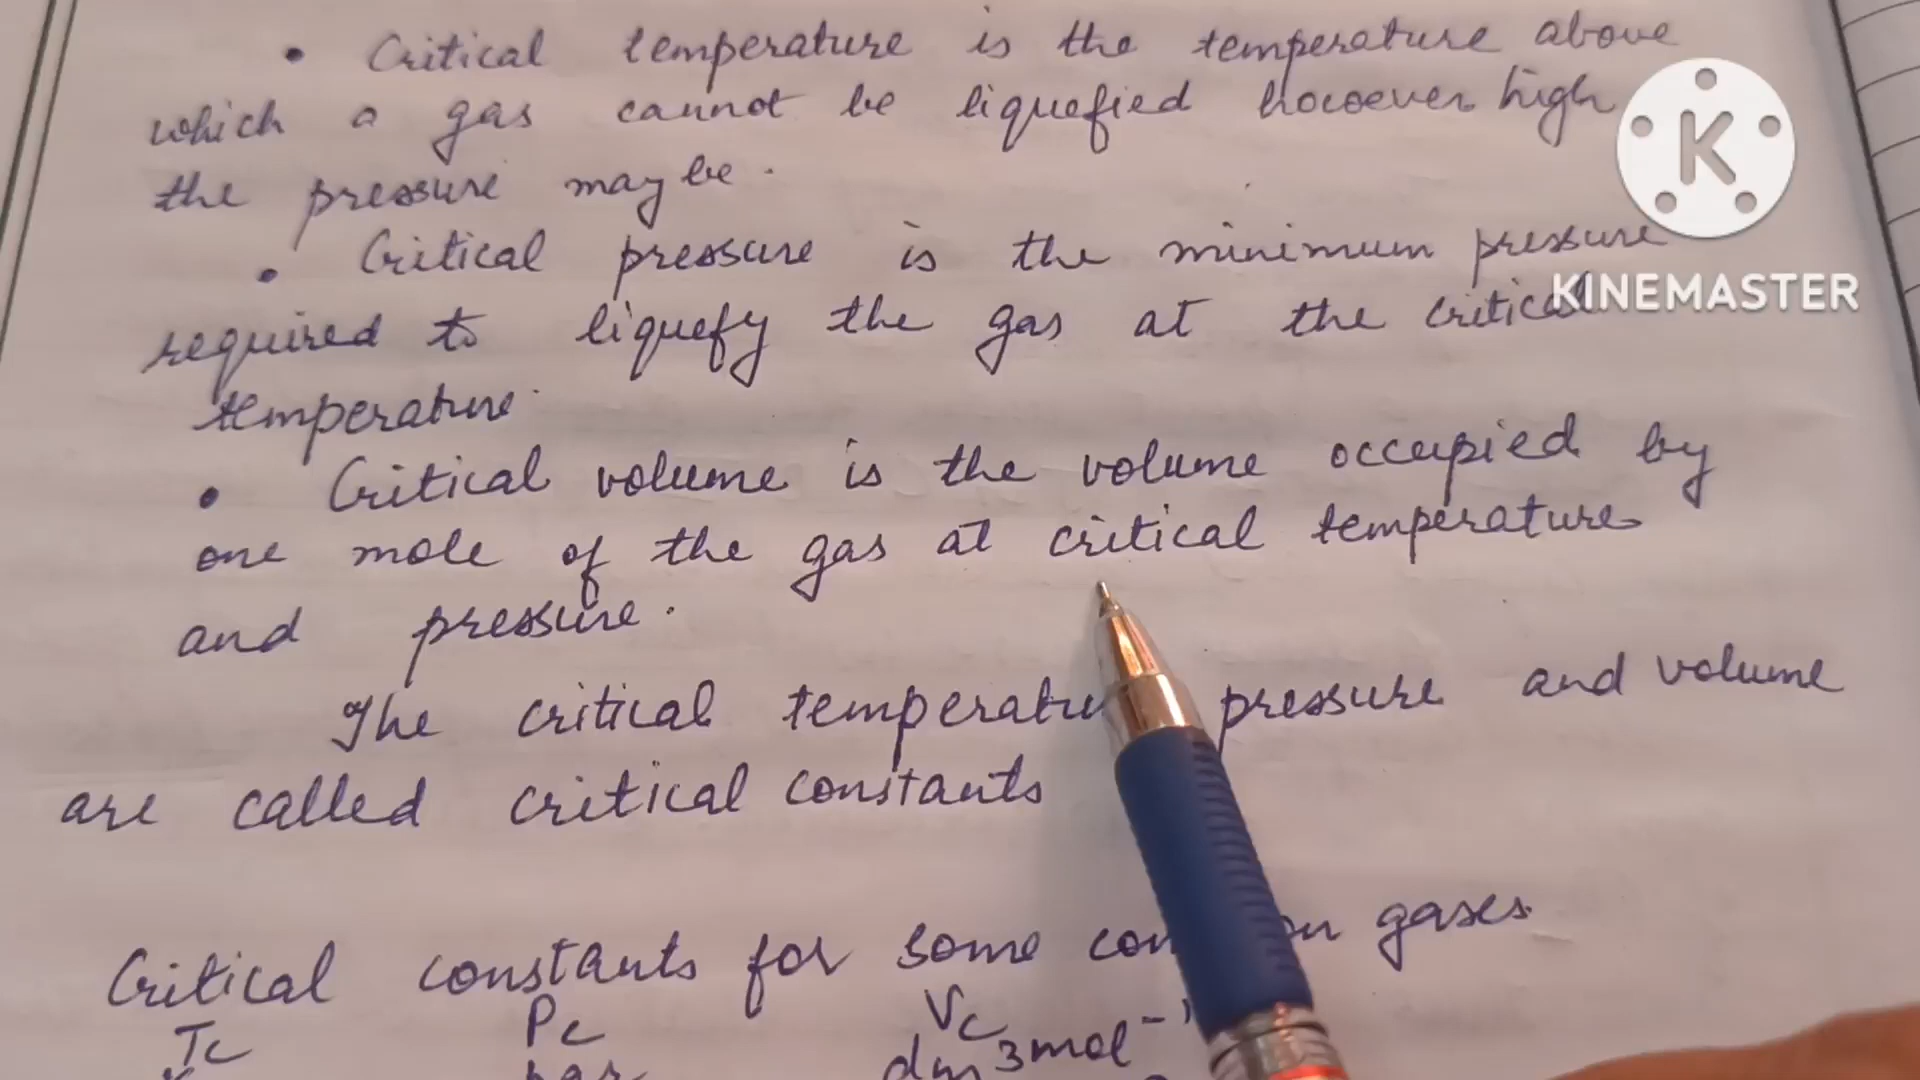 • Critical temperature is the temperature above
which a gas cannot be liquefied however high
the pressure may be.
• Critical pressure is the minimum pressure
required to liquefy the gas at the critical
temperature.
• Critical volume is the volume occupied by
one mole of the gas at critical temperature
and pressure.
The critical pressure and volume
are called critical constants
Critical constants for some gases.
Tc Pc Vc
dm3mol-1
K
KINEMASTER